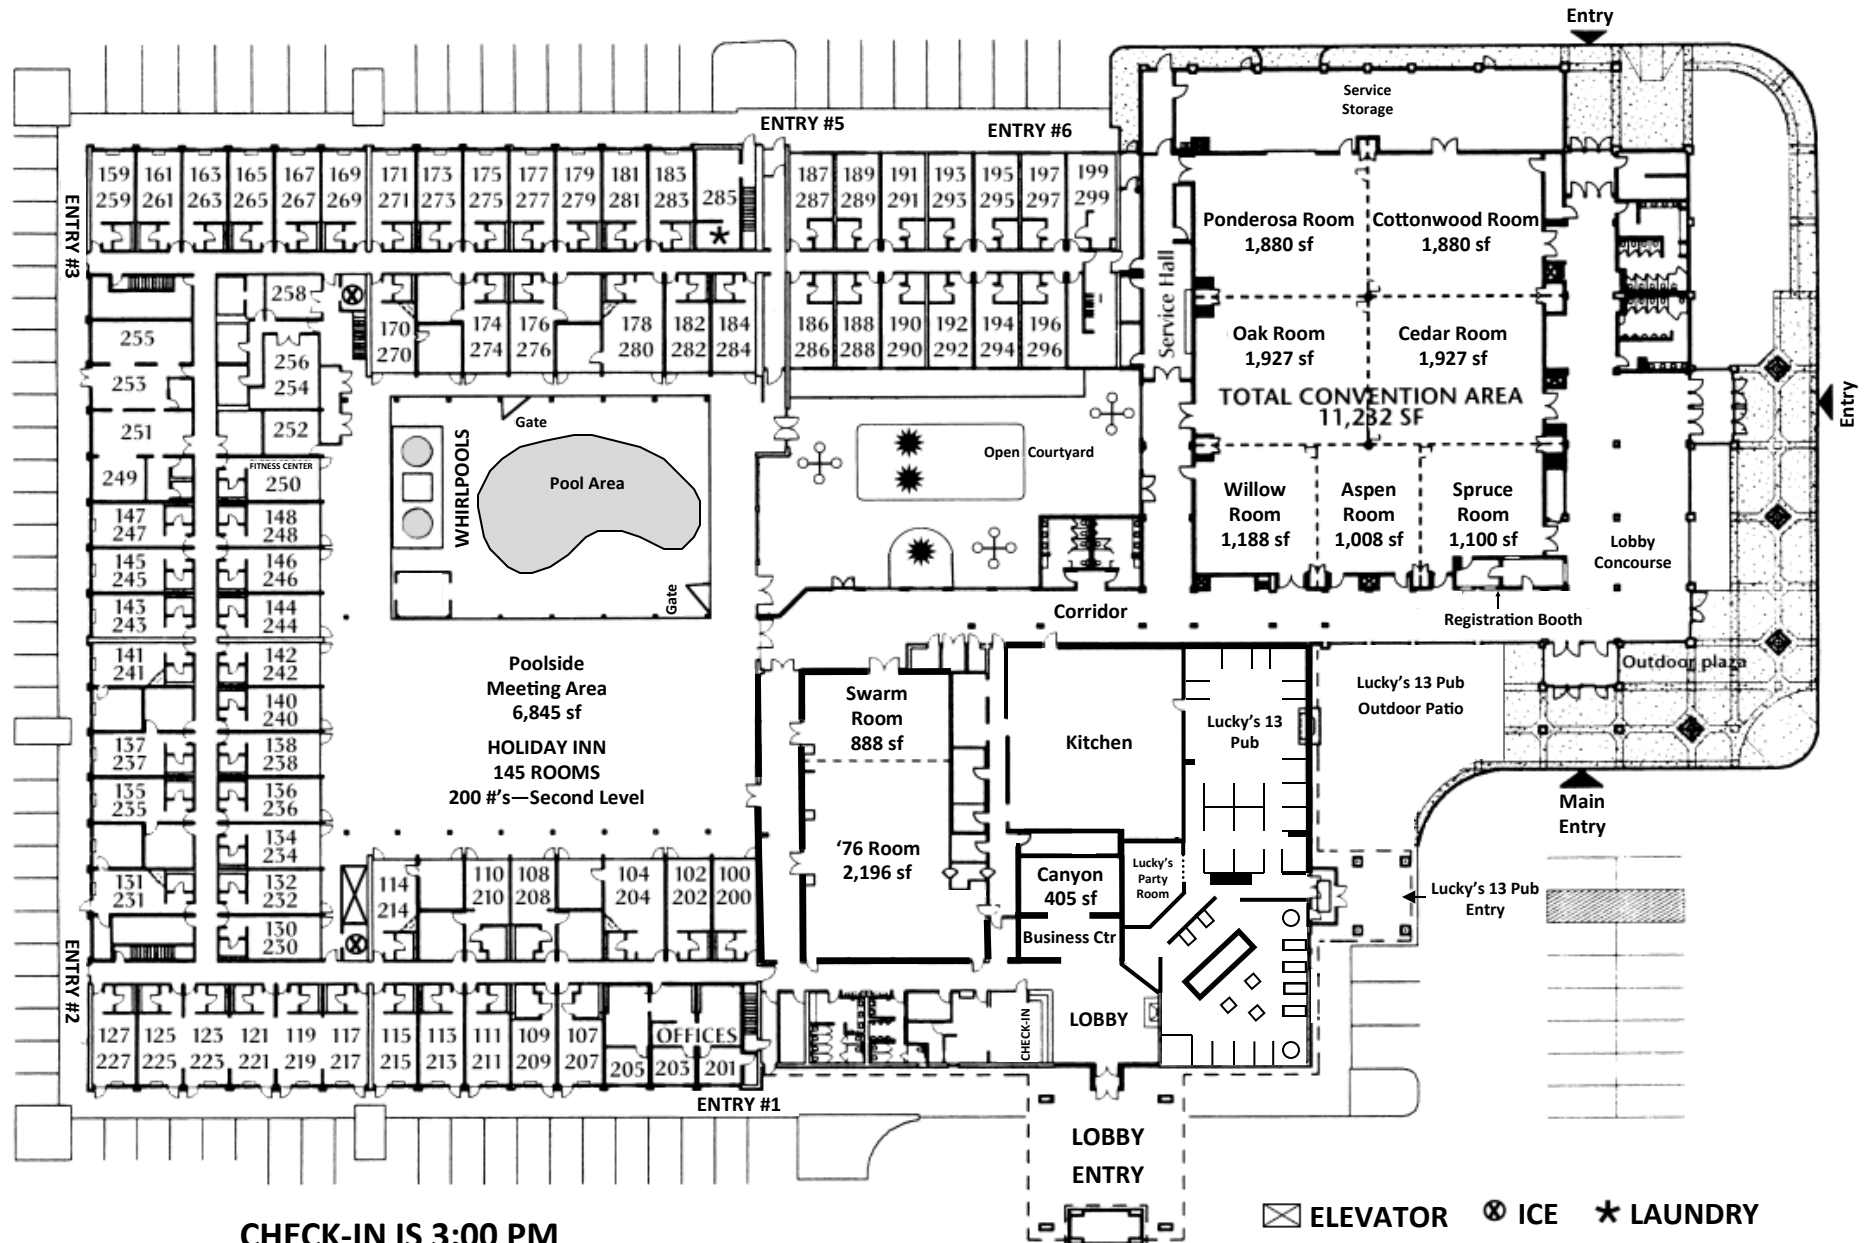 Entry
Service
Storage
ENTRY #5
ENTRY #6
ENTRY #3
159 161 163 165 167 169 171 173 175 177 179 181 183
259 261 263 265 267 269 271 273 275 277 279 281 283 285
187 189 191 193 195 197 199
287 289 291 293 295 297 299
Ponderosa Room
1,880 sf
Cottonwood Room
1,880 sf
Service Hall
258
170 174 176 178 182 184
270 274 276 280 282 284
186 188 190 192 194 196
286 288 290 292 294 296
Oak Room
1,927 sf
Cedar Room
1,927 sf
TOTAL CONVENTION AREA
11,232 SF
Entry
255
256
254
253
251
252
249
FITNESS CENTER
250
Gate
WHIRLPOOLS
Pool Area
Gate
Open Courtyard
Willow
Room
1,188 sf
Aspen
Room
1,008 sf
Spruce
Room
1,100 sf
Lobby
Concourse
147
247
148
248
145
245
146
246
143
243
144
244
141
241
142
242
140
240
137
237
138
238
135
235
136
236
134
234
131
231
132
232
130
230
Corridor
Registration Booth
Outdoor plaza
Poolside
Meeting Area
6,845 sf
HOLIDAY INN
145 ROOMS
200 #'s—Second Level
Swarm
Room
888 sf
Kitchen
Lucky's 13
Pub
Lucky's 13 Pub
Outdoor Patio
Main
Entry
‘76 Room
2,196 sf
Canyon
405 sf
Lucky's
Party
Room
Business Ctr
Lucky's 13 Pub
Entry
114 110 108 104 102 100
214 210 208 204 202 200
ENTRY #2
127 125 123 121 119 117 115 113 111 109 107
227 225 223 221 219 217 215 213 211 209 207
OFFICES
205 203 201
CHECK-IN
LOBBY
ENTRY #1
LOBBY
ENTRY
ELEVATOR
ICE
LAUNDRY
CHECK-IN IS 3:00 PM